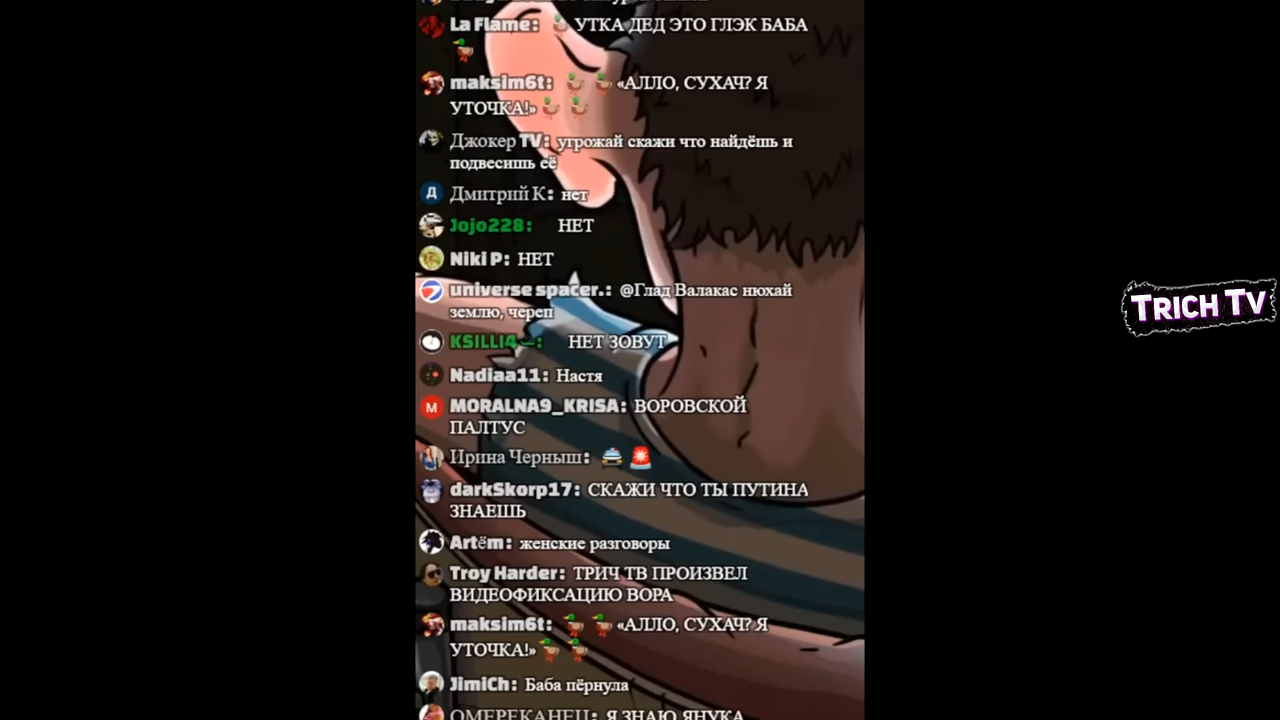 La Flame: 🦆 УТКА ДЕД ЭТО ГЛЭК БАБА
🦆
maksim6t: 🦆 🦆 «АЛЛО, СУХАЧ? Я
УТОЧКА!» 🦆 🦆
Джокер TV: угрожай скажи что найдёшь и
подвесишь её
Дмитрий К: нет
Jojo228: НЕТ
Niki P: НЕТ
universe spacer.: @Глад Валакас нюхай
землю, череп
KSILLI4 —: НЕТ ЗОВУТ
Nadiaa11: Настя
MORALNA9_KRISA: ВОРОВСКОЙ
ПАЛТУС
Ирина Черныш: 🚔 🚨
darkSkorp17: СКАЖИ ЧТО ТЫ ПУТИНА
ЗНАЕШЬ
Artём: женские разговоры
Troy Harder: ТРИЧ ТВ ПРОИЗВЕЛ
ВИДЕОФИКСАЦИЮ ВОРА
maksim6t: 🦆 🦆 «АЛЛО, СУХАЧ? Я
УТОЧКА!» 🦆 🦆
JimiCh: Баба пёрнула
ОМЕРЕКАНЕЦ: Я ЗНАЮ ЯНУКА
TRICH TV